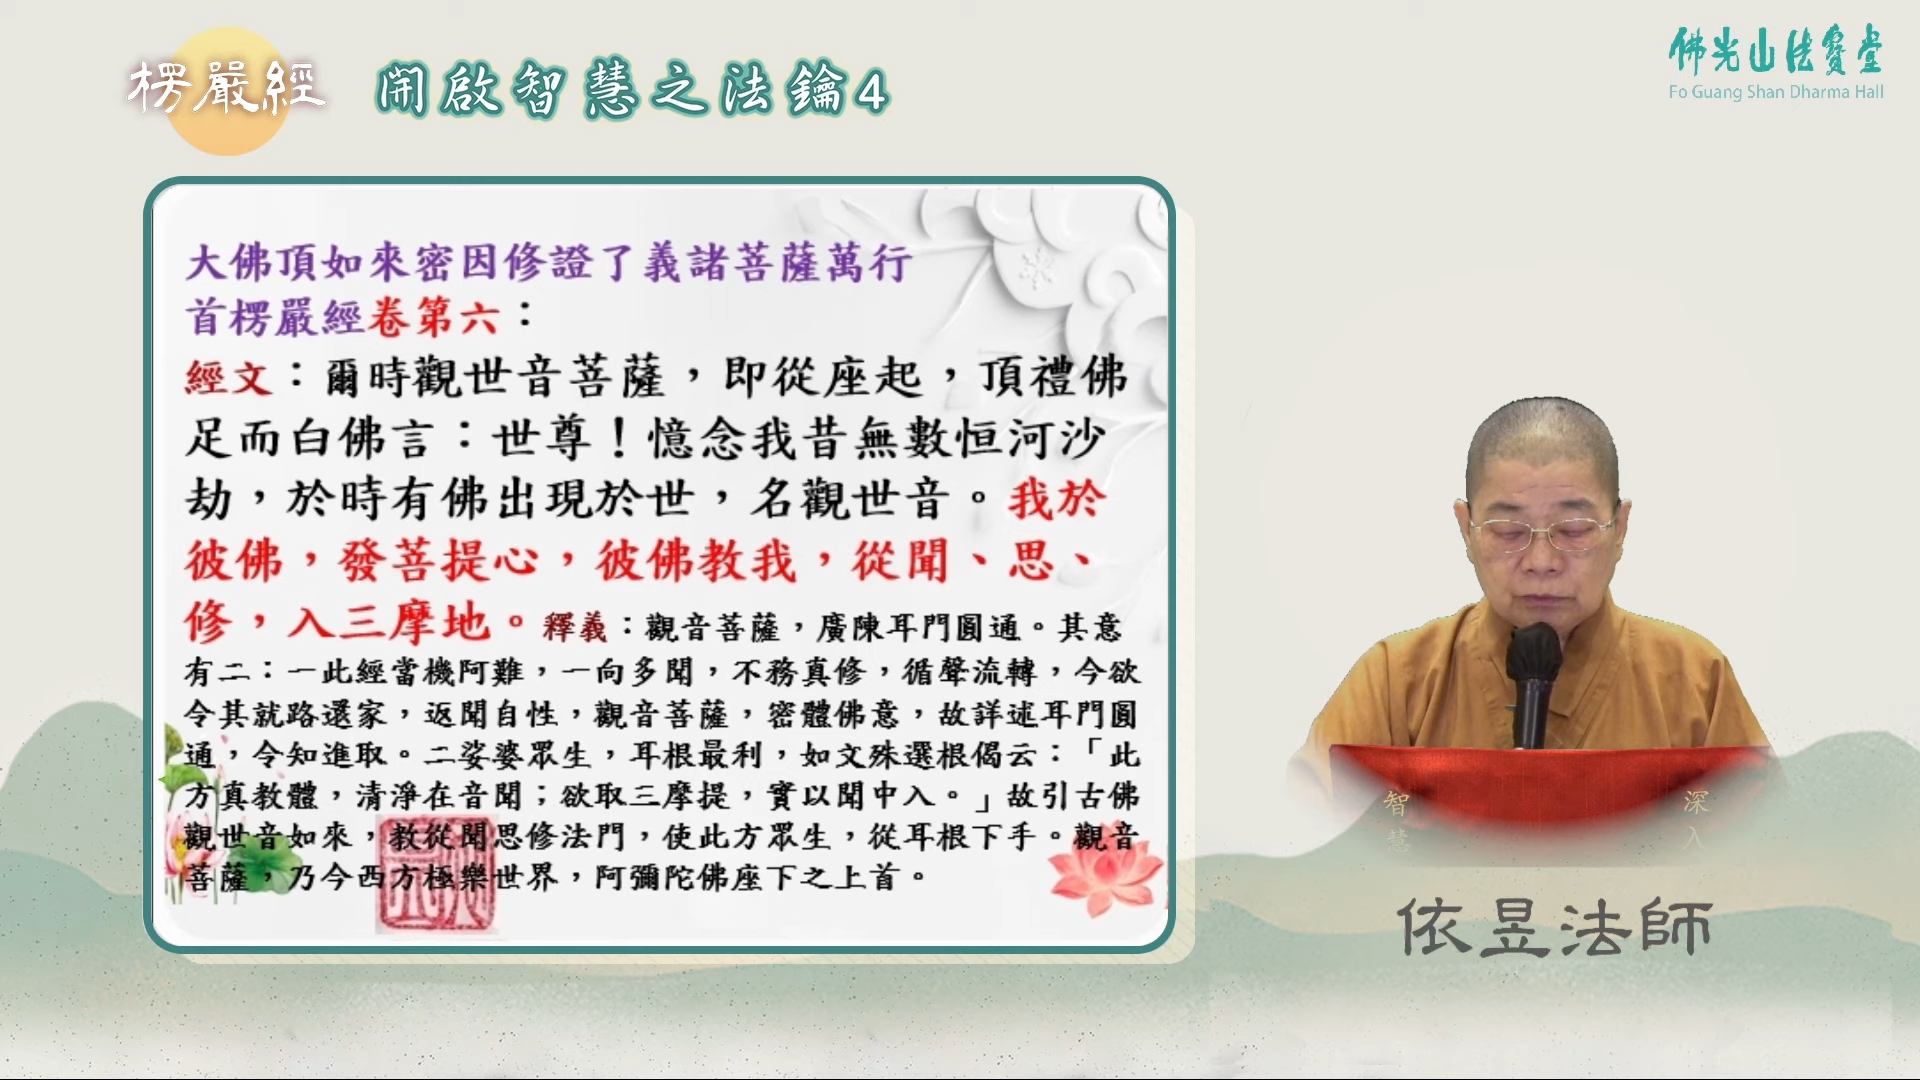 楞嚴經
開啟智慧之法鑰4
佛光山法寶堂
Fo Guang Shan Dharma Hall
大佛頂如來密因修證了義諸菩薩萬行
首楞嚴經卷第六：
經文：爾時觀世音菩薩，即從座起，頂禮佛
足而白佛言：世尊！憶念我昔無數恒河沙
劫，於時有佛出現於世，名觀世音。我於
彼佛，發菩提心，彼佛教我，從聞、思、
修，入三摩地。釋義：觀音菩薩，廣陳耳門圓通。其意
有二：一此經當機阿難，一向多聞，不務真修，循聲流轉，今欲
令其就路還家，返聞自性，觀音菩薩，密體佛意，故詳述耳門圓
通，令知進取。二娑婆眾生，耳根最利，如文殊選根偈云：「此
方真教體，清淨在音聞；欲取三摩提，實以聞中入。」故引古佛
觀世音如來，教從聞思修法門，使此方眾生，從耳根下手。觀音
菩薩，乃今西方極樂世界，阿彌陀佛座下之上首。
智慧
深入
依昱法師